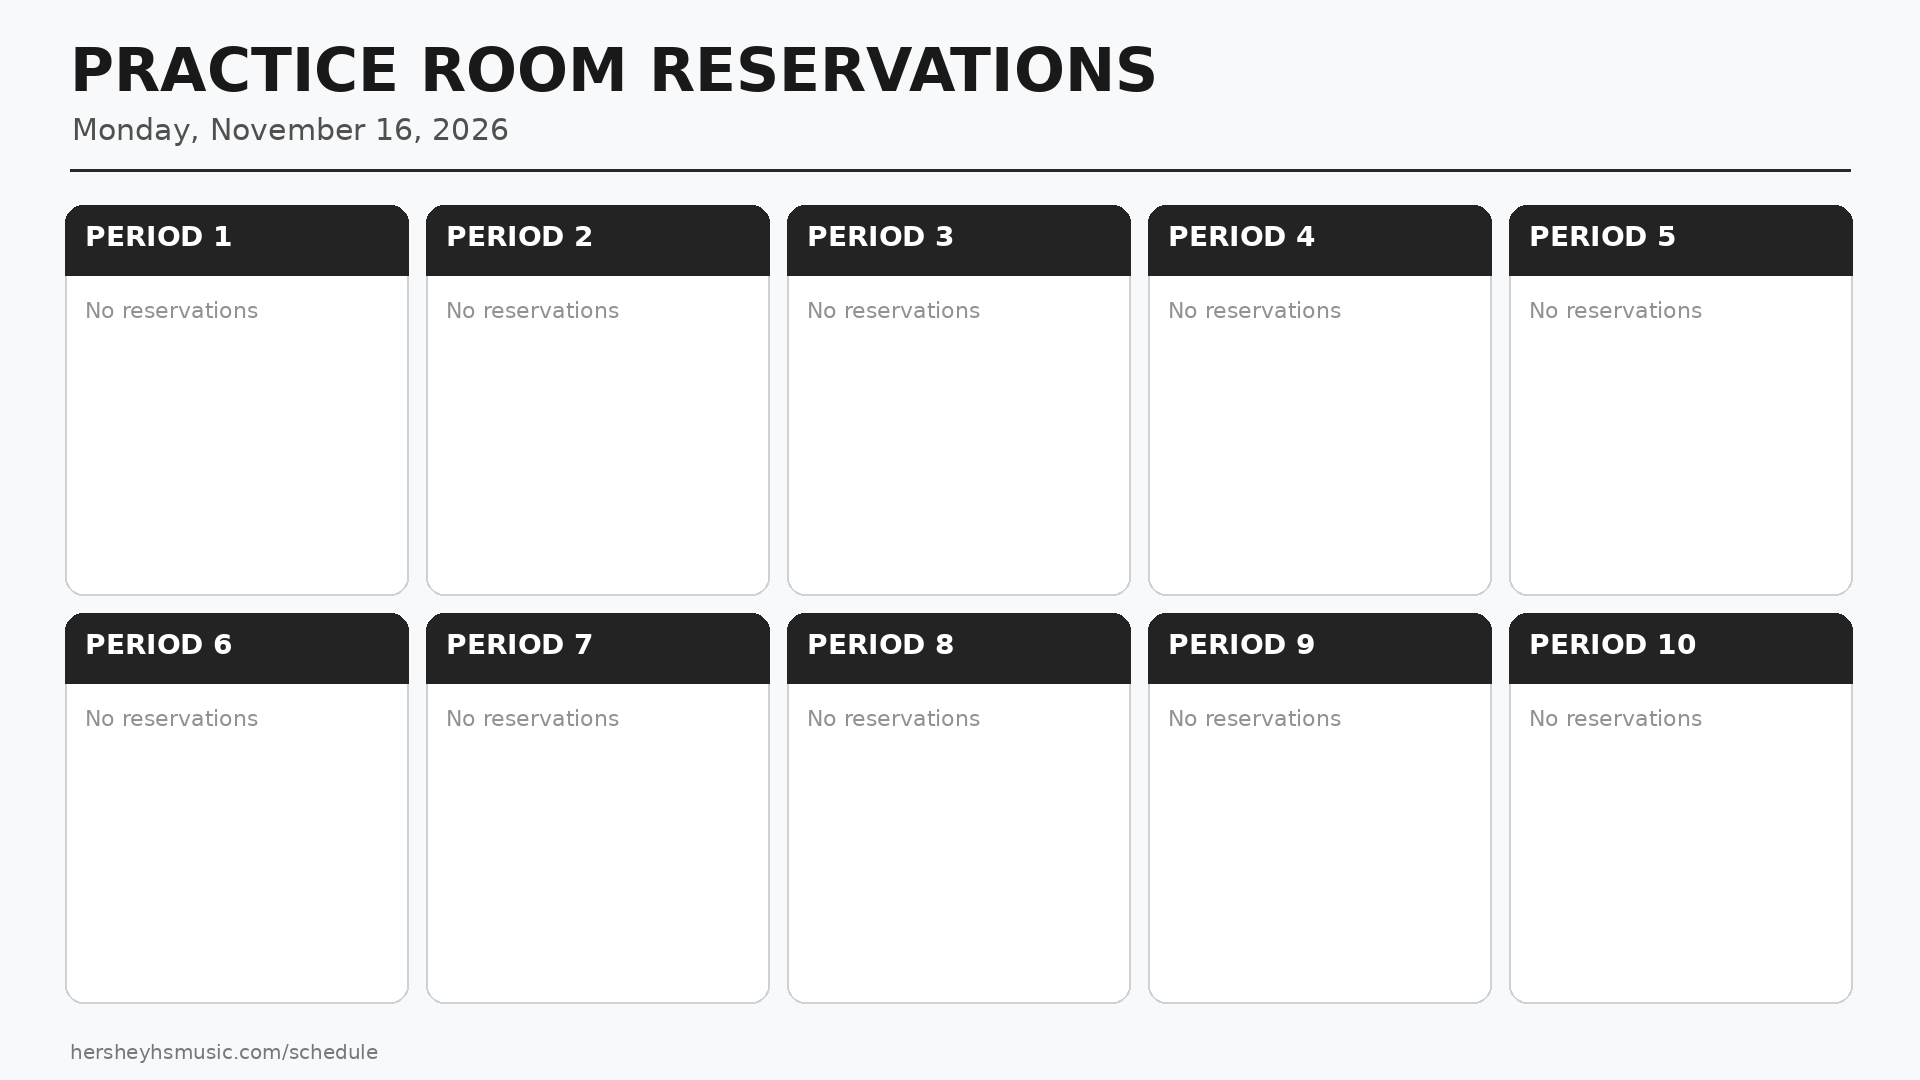 PRACTICE ROOM RESERVATIONS
Monday, November 16, 2026
PERIOD 1
No reservations
PERIOD 2
No reservations
PERIOD 3
No reservations
PERIOD 4
No reservations
PERIOD 5
No reservations
PERIOD 6
No reservations
PERIOD 7
No reservations
PERIOD 8
No reservations
PERIOD 9
No reservations
PERIOD 10
No reservations
hersheyhsmusic.com/schedule